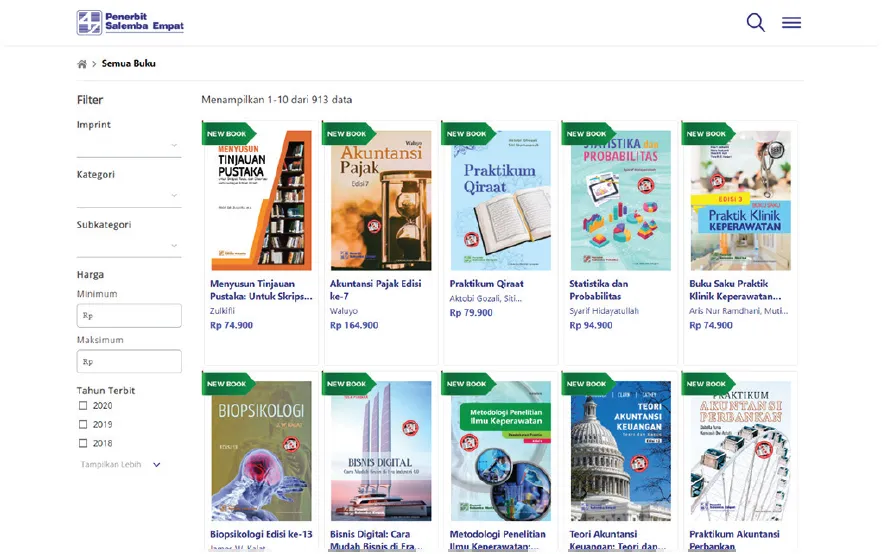 Penerbit
Salemba Empat
Semua Buku
Filter
Menampilkan 1-10 dari 913 data
Imprint
Kategori
Subkategori
Harga
Minimum
Rp
Maksimum
Rp
Tahun Terbit
2020
2019
2018
Tampilkan Lebih
NEW BOOK
MENYUSUN
TINJAUAN
PUSTAKA
Menyusun Tinjauan
Pustaka: Untuk Skrips...
Zulkifli
Rp 74.900
NEW BOOK
Waluyo
Akuntansi
Pajak
Edisi 7
Akuntansi Pajak Edisi
ke-7
Waluyo
Rp 164.900
NEW BOOK
Praktikum
Qiraat
Praktikum Qiraat
Aktobi Gozali, Siti...
Rp 79.900
NEW BOOK
STATISTIKA dan
PROBABILITAS
Statistika dan
Probabilitas
Syarif Hidayatullah
Rp 94.900
NEW BOOK
EDISI 3
BUKU SAKU
Praktik Klinik
KEPERAWATAN
Buku Saku Praktik
Klinik Keperawatan...
Aris Nur Ramdhani, Muti...
Rp 74.900
NEW BOOK
BIOPSIKOLOGI
Biopsikologi Edisi ke-13
James W. Kalat
NEW BOOK
BISNIS DIGITAL
Bisnis Digital: Cara
Mudah Bisnis di Era...
NEW BOOK
Metodologi Penelitian
Ilmu Keperawatan
Metodologi Penelitian
Ilmu Keperawatan:
NEW BOOK
TEORI
AKUNTANSI
KEUANGAN
Teori Akuntansi
Keuangan: Teori dan...
NEW BOOK
PRAKTIKUM
AKUNTANSI
PERBANKAN
Praktikum Akuntansi
Perbankan